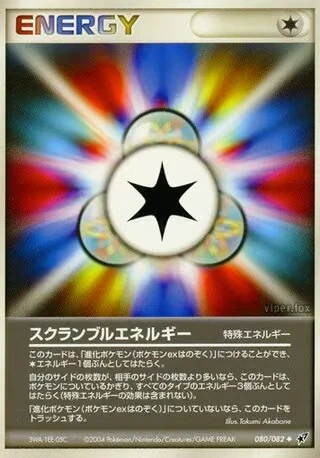 ENERGY
viper.fox
スクランブルエネルギー 特殊エネルギー
このカードは、「進化ポケモン(ポケモンexはのぞく)」につけることができ、
✶エネルギー1個ぶんとしてはたらく。
自分のサイドの枚数が、相手のサイドの枚数より多いなら、このカードは、
ポケモンについているかぎり、すべてのタイプのエネルギー3個ぶんとし
てはたらく(特殊エネルギーの効果は含まれない)。
「進化ポケモン(ポケモンexはのぞく)」についていないなら、このカードを
トラッシュする。
Illus. Takumi Akabane
3WA-1EE-05C ©2004 Pokémon/Nintendo/Creatures/GAME FREAK 080/082 ◆